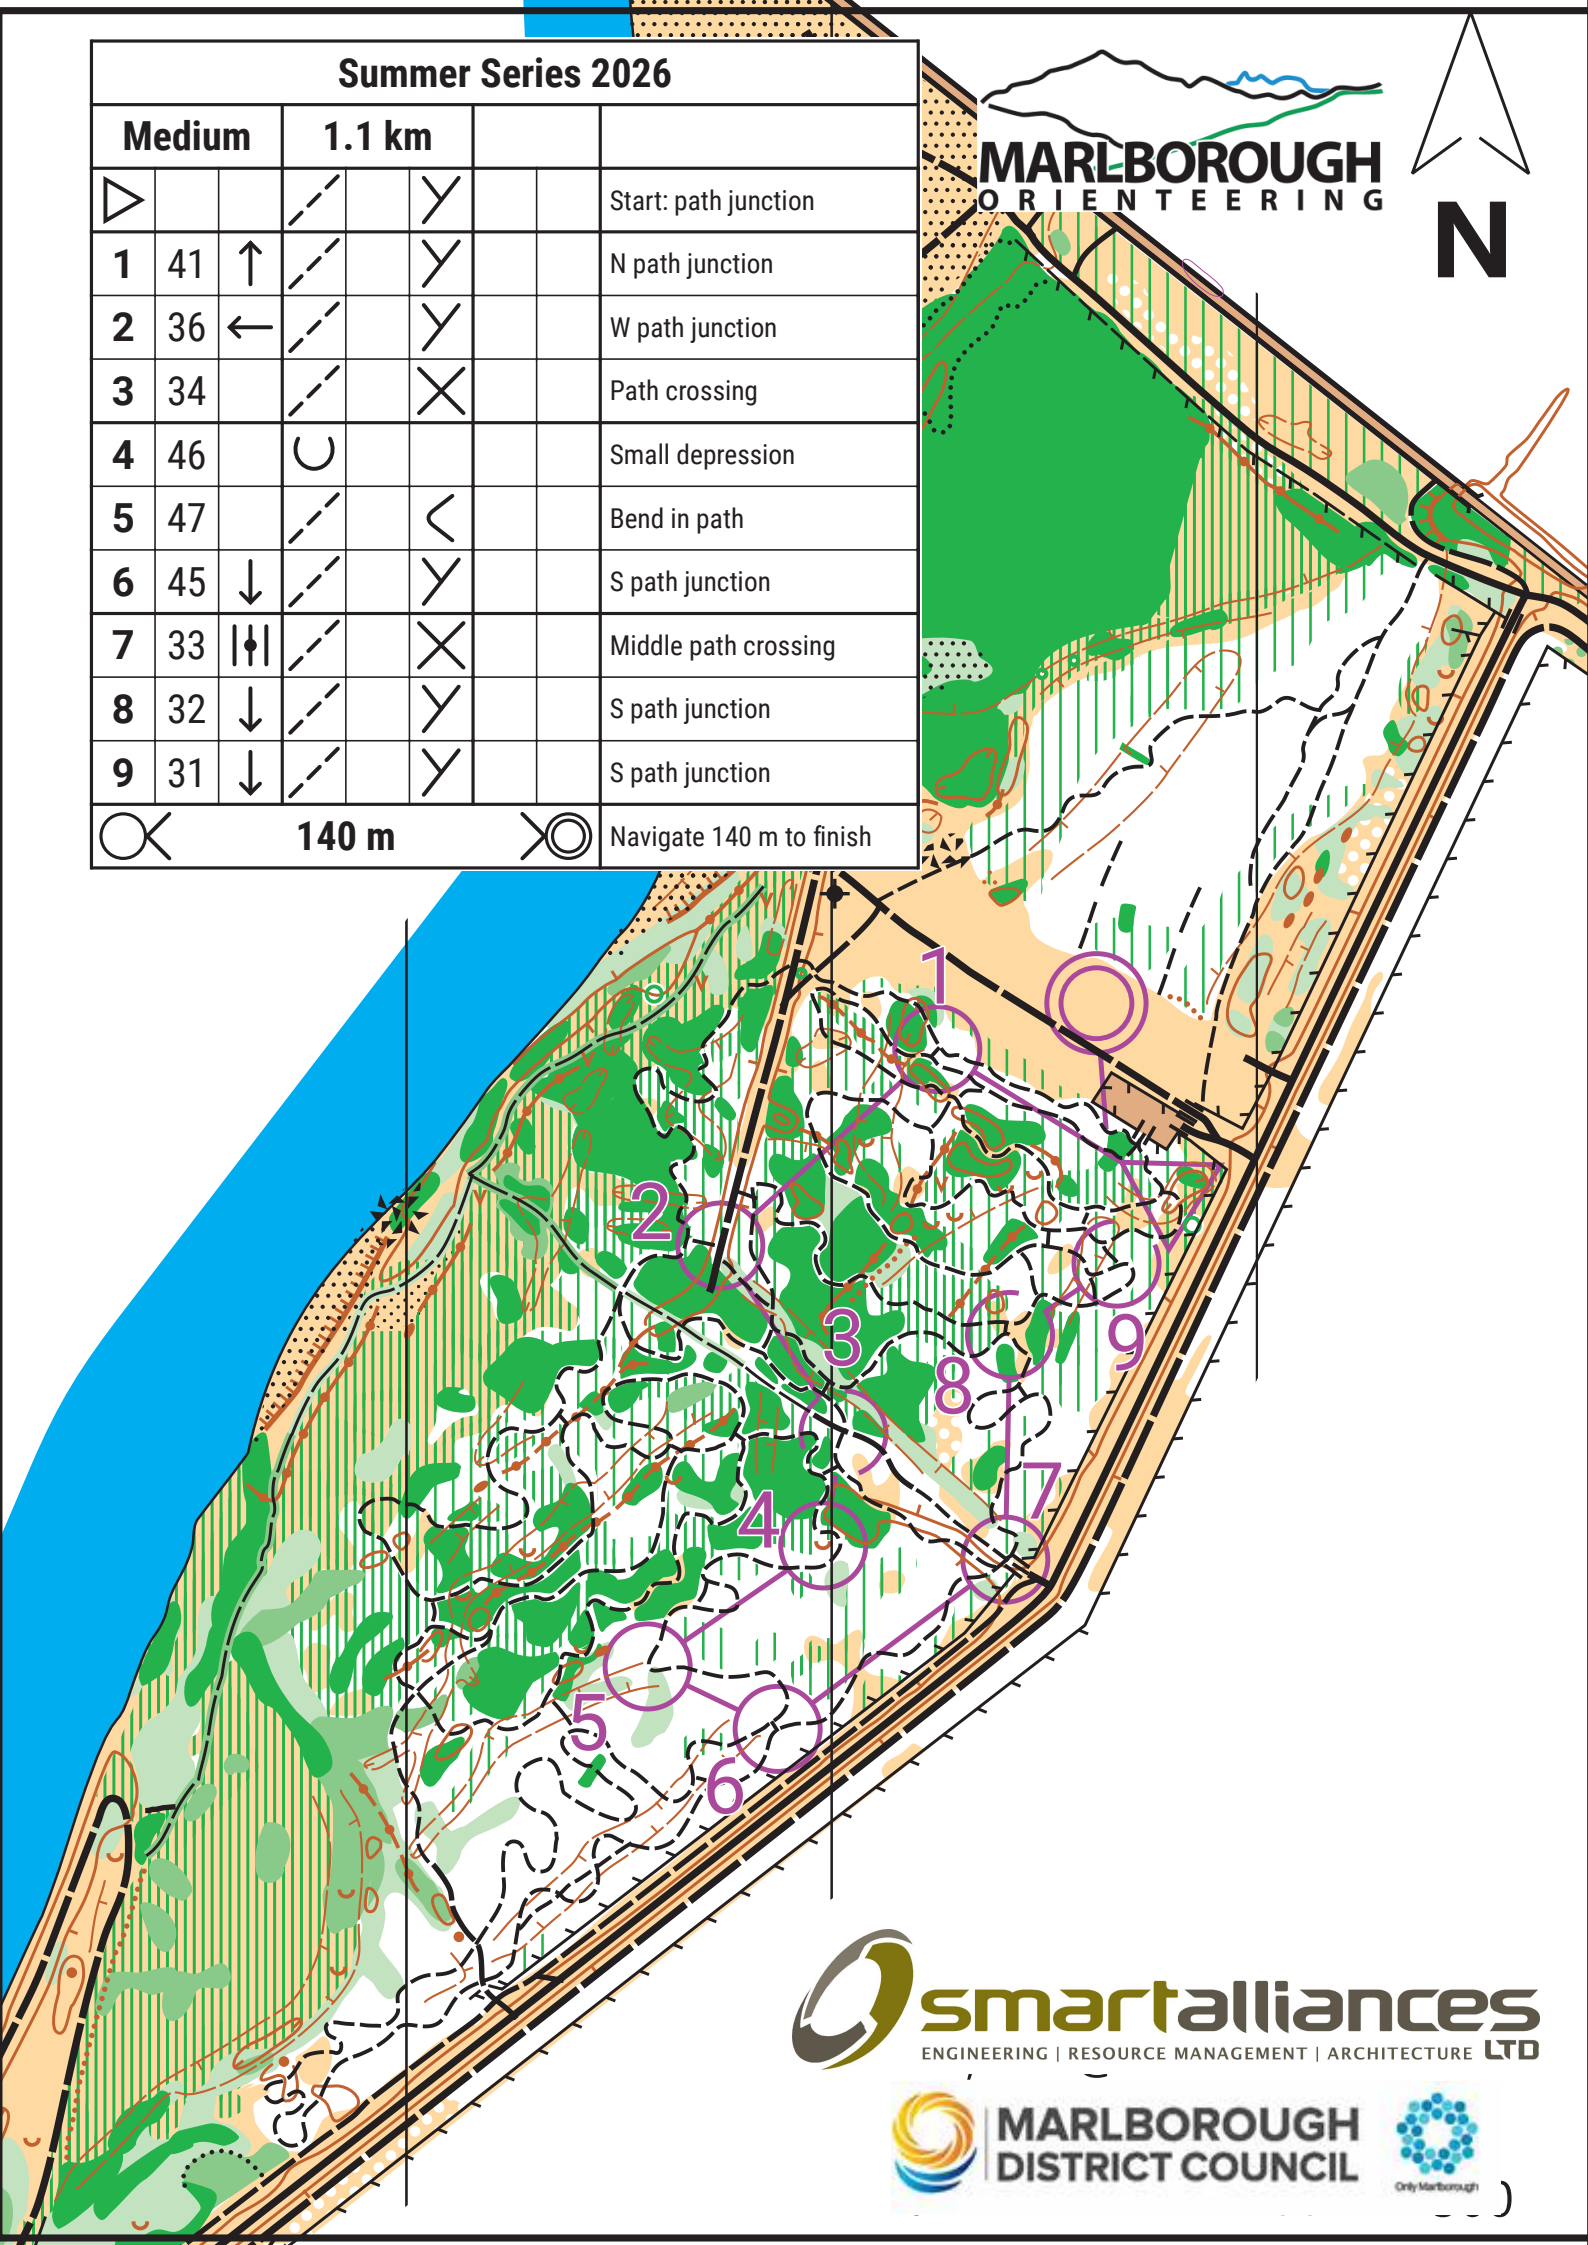 Summer Series 2026
Medium 1.1 km
Start: path junction
1 41 N path junction
2 36 W path junction
3 34 Path crossing
4 46 Small depression
5 47 Bend in path
6 45 S path junction
7 33 Middle path crossing
8 32 S path junction
9 31 S path junction
140 m Navigate 140 m to finish
MARLBOROUGH
ORIENTEERING
N
1
2
3
4
5
6
7
8
9
smartalliances
ENGINEERING | RESOURCE MANAGEMENT | ARCHITECTURE LTD
MARLBOROUGH
DISTRICT COUNCIL
Only Marlborough